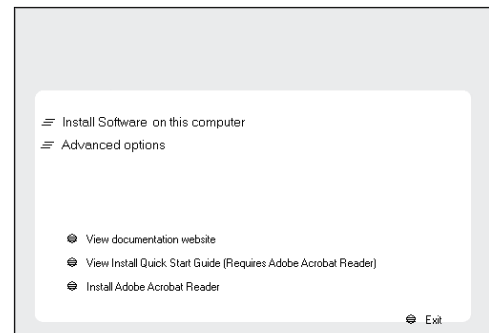 Install Software on this computer
Advanced options
View documentation website
View Install Quick Start Guide (Requires Adobe Acrobat Reader)
Install Adobe Acrobat Reader
Exit